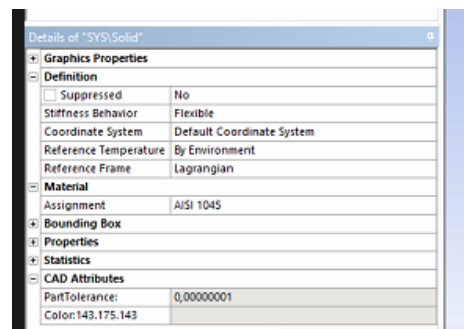 Details of "SYS\Solid"
Graphics Properties
Definition
Suppressed No
Stiffness Behavior Flexible
Coordinate System Default Coordinate System
Reference Temperature By Environment
Reference Frame Lagrangian
Material
Assignment AISI 1045
Bounding Box
Properties
Statistics
CAD Attributes
PartTolerance: 0,00000001
Color:143.175.143